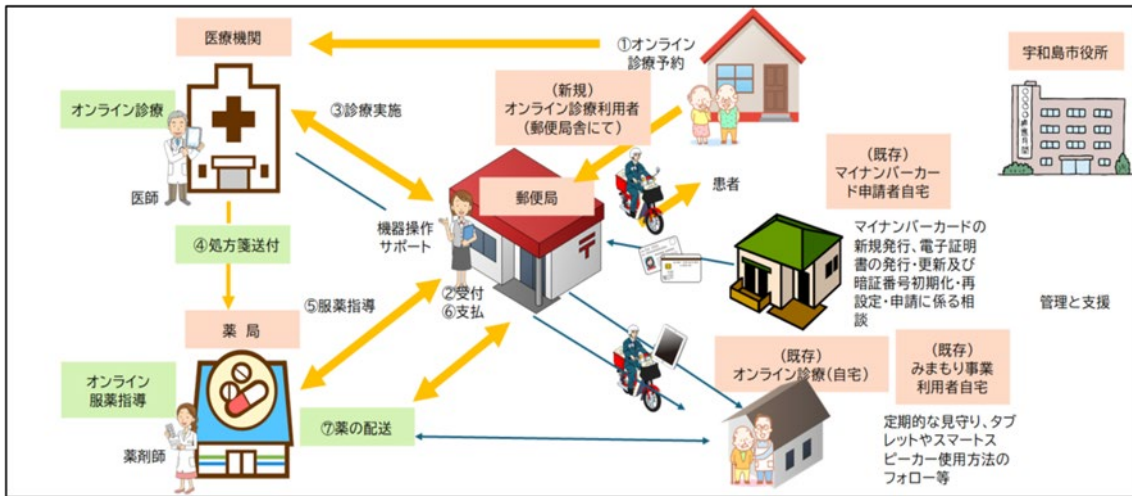 医療機関
①オンライン
診療予約
宇和島市役所
オンライン診療
③診療実施
(新規)
オンライン診療利用者
(郵便局舎にて)
医師
郵便局
患者
(既存)
マイナンバーカー
ド申請者自宅
機器操作
サポート
④処方箋送付
マイナンバーカードの
新規発行、電子証明
書の発行・更新及び
暗証番号初期化・再
設定・申請に係る相
談
管理と支援
②受付
⑥支払
⑤服薬指導
薬 局
オンライン
服薬指導
(既存)
オンライン診療(自宅)
(既存)
みまもり事業
利用者自宅
⑦薬の配送
薬剤師
定期的な見守り、タブ
レットやスマートス
ピーカー使用方法の
フォロー等